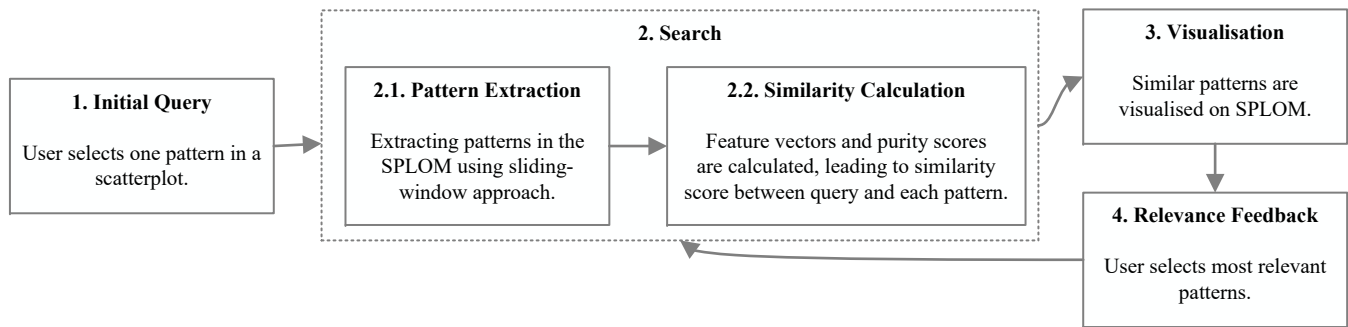 1. Initial Query
User selects one pattern in a
scatterplot.
2. Search
2.1. Pattern Extraction
Extracting patterns in the
SPLOM using sliding-
window approach.
2.2. Similarity Calculation
Feature vectors and purity scores
are calculated, leading to similarity
score between query and each pattern.
3. Visualisation
Similar patterns are
visualised on SPLOM.
4. Relevance Feedback
User selects most relevant
patterns.